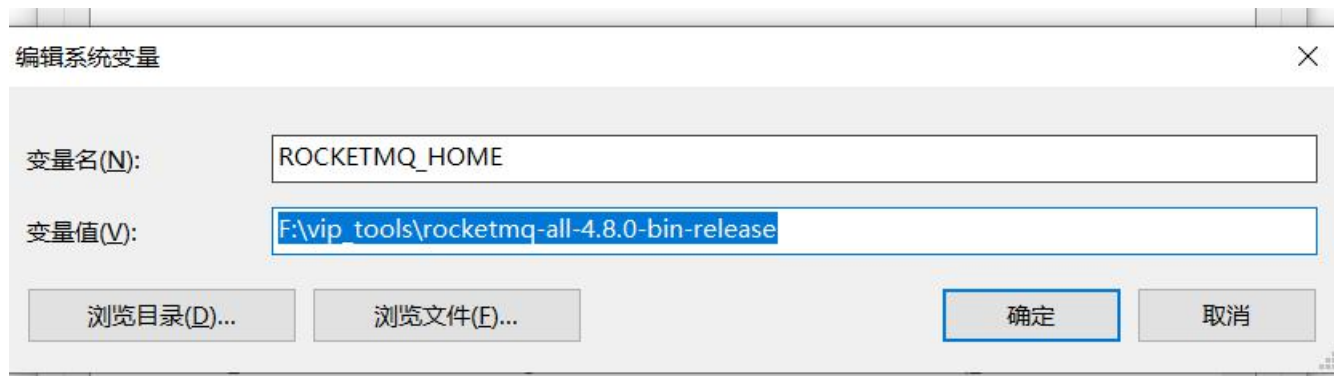 编辑系统变量
变量名(N): ROCKETMQ_HOME
变量值(V): F:\vip_tools\rocketmq-all-4.8.0-bin-release
浏览目录(D)... 浏览文件(F)... 确定 取消